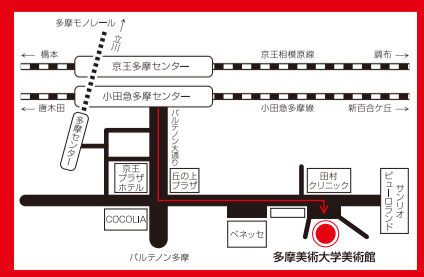 多摩モノレール
立川
← 橋本
京王多摩センター
京王相模原線
調布 →
← 唐木田
小田急多摩センター
小田急多摩線
新百合ケ丘 →
多摩センター
パルテノン大通り
京王
プラザ
ホテル
丘の上
プラザ
田村
クリニック
サンリオ
ピューロランド
COCOLIA
ベネッセ
パルテノン多摩
多摩美術大学美術館